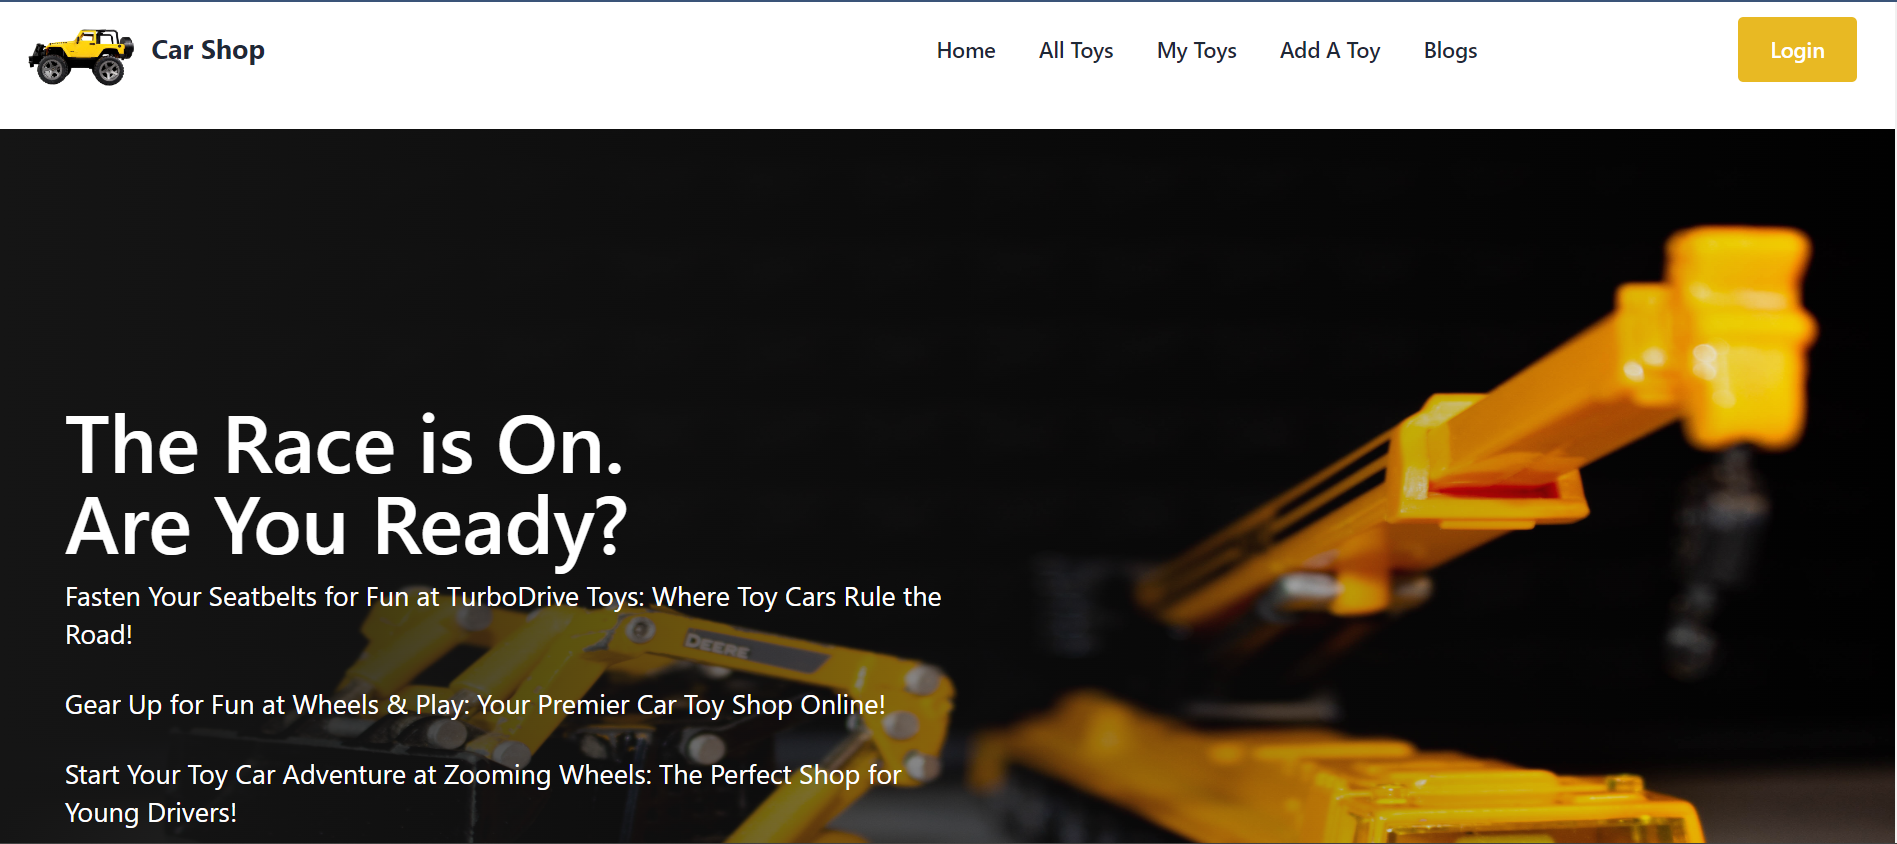 Car Shop
Home
All Toys
My Toys
Add A Toy
Blogs
Login
The Race is On.
Are You Ready?
Fasten Your Seatbelts for Fun at TurboDrive Toys: Where Toy Cars Rule the
Road!
DEERE
Gear Up for Fun at Wheels & Play: Your Premier Car Toy Shop Online!
Start Your Toy Car Adventure at Zooming Wheels: The Perfect Shop for
Young Drivers!